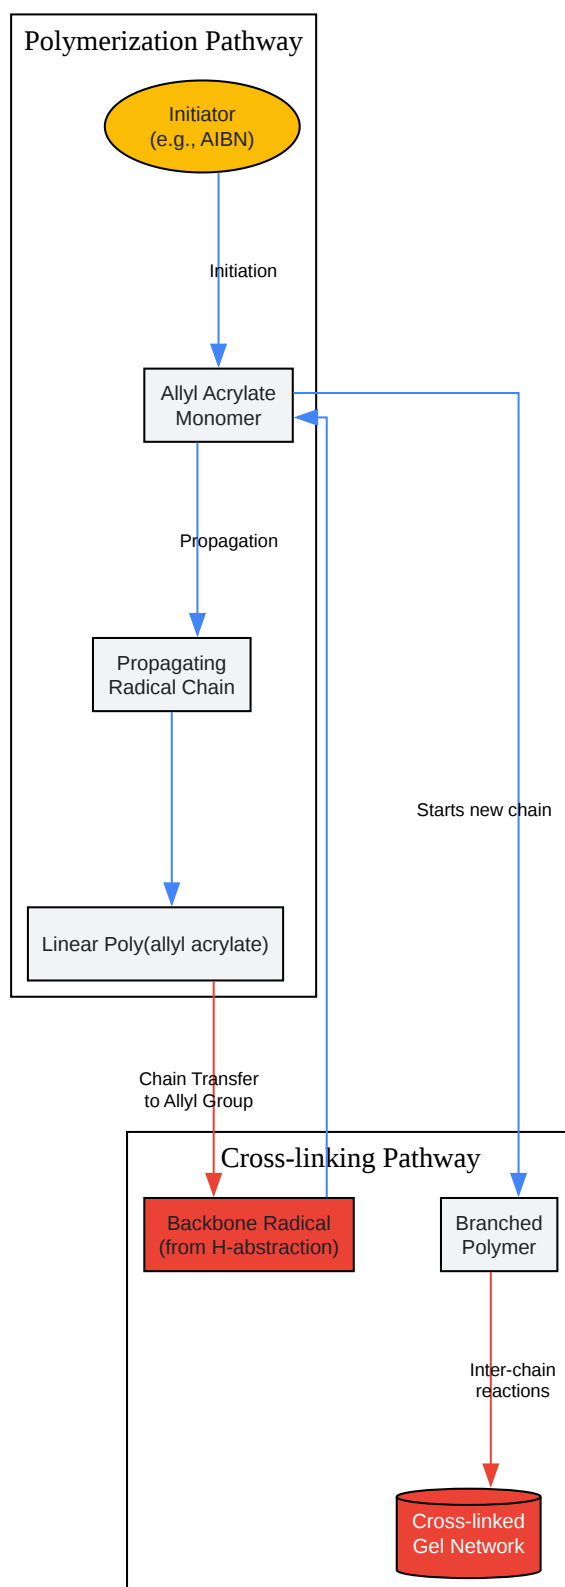 Polymerization Pathway
Initiator
(e.g., AIBN)
Initiation
Allyl Acrylate
Monomer
Propagation
Propagating
Radical Chain
Starts new chain
Linear Poly(allyl acrylate)
Chain Transfer
to Allyl Group
Cross-linking Pathway
Backbone Radical
(from H-abstraction)
Branched
Polymer
Inter-chain
reactions
Cross-linked
Gel Network